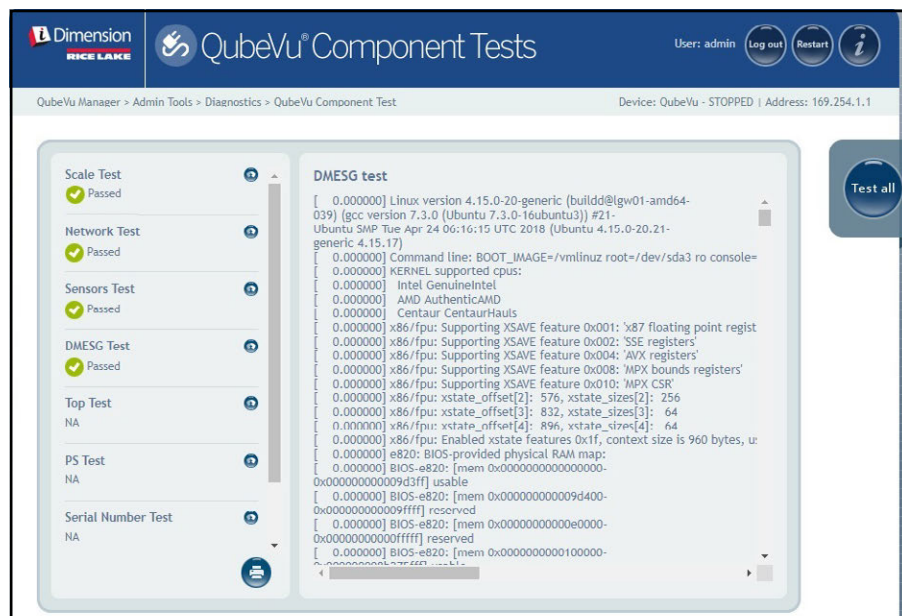 iDimension
RICE LAKE
QubeVu® Component Tests
User: admin
Log out
Restart
i
QubeVu Manager > Admin Tools > Diagnostics > QubeVu Component Test
Device: QubeVu - STOPPED | Address: 169.254.1.1
Scale Test
Passed
Network Test
Passed
Sensors Test
Passed
DMESG Test
Passed
Top Test
NA
PS Test
NA
Serial Number Test
NA
DMESG test
[ 0.000000] Linux version 4.15.0-20-generic (buildd@lgw01-amd64-
039) (gcc version 7.3.0 (Ubuntu 7.3.0-16ubuntu3)) #21-
Ubuntu SMP Tue Apr 24 06:16:15 UTC 2018 (Ubuntu 4.15.0-20.21-
generic 4.15.17)
[ 0.000000] Command line: BOOT_IMAGE=/vmlinuz root=/dev/sda3 ro console=
[ 0.000000] KERNEL supported cpus:
[ 0.000000] Intel GenuineIntel
[ 0.000000] AMD AuthenticAMD
[ 0.000000] Centaur CentaurHauls
[ 0.000000] x86/fpu: Supporting XSAVE feature 0x001: 'x87 floating point regist
[ 0.000000] x86/fpu: Supporting XSAVE feature 0x002: 'SSE registers'
[ 0.000000] x86/fpu: Supporting XSAVE feature 0x004: 'AVX registers'
[ 0.000000] x86/fpu: Supporting XSAVE feature 0x008: 'MPX bounds registers'
[ 0.000000] x86/fpu: Supporting XSAVE feature 0x010: 'MPX CSR'
[ 0.000000] x86/fpu: xstate_offset[2]: 576, xstate_sizes[2]: 256
[ 0.000000] x86/fpu: xstate_offset[3]: 832, xstate_sizes[3]: 64
[ 0.000000] x86/fpu: xstate_offset[4]: 896, xstate_sizes[4]: 64
[ 0.000000] x86/fpu: Enabled xstate features 0x1f, context size is 960 bytes, u
[ 0.000000] e820: BIOS-provided physical RAM map:
[ 0.000000] BIOS-e820: [mem 0x0000000000000000-
0x000000000009d3ff] usable
[ 0.000000] BIOS-e820: [mem 0x000000000009d400-
0x000000000009ffff] reserved
[ 0.000000] BIOS-e820: [mem 0x00000000000e0000-
0x00000000000fffff] reserved
[ 0.000000] BIOS-e820: [mem 0x0000000000100000-
Test all